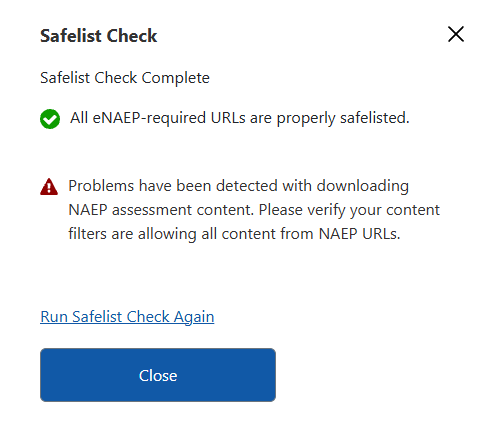 Safelist Check
Safelist Check Complete
All eNAEP-required URLs are properly safelisted.
Problems have been detected with downloading
NAEP assessment content. Please verify your content
filters are allowing all content from NAEP URLs.
Run Safelist Check Again
Close